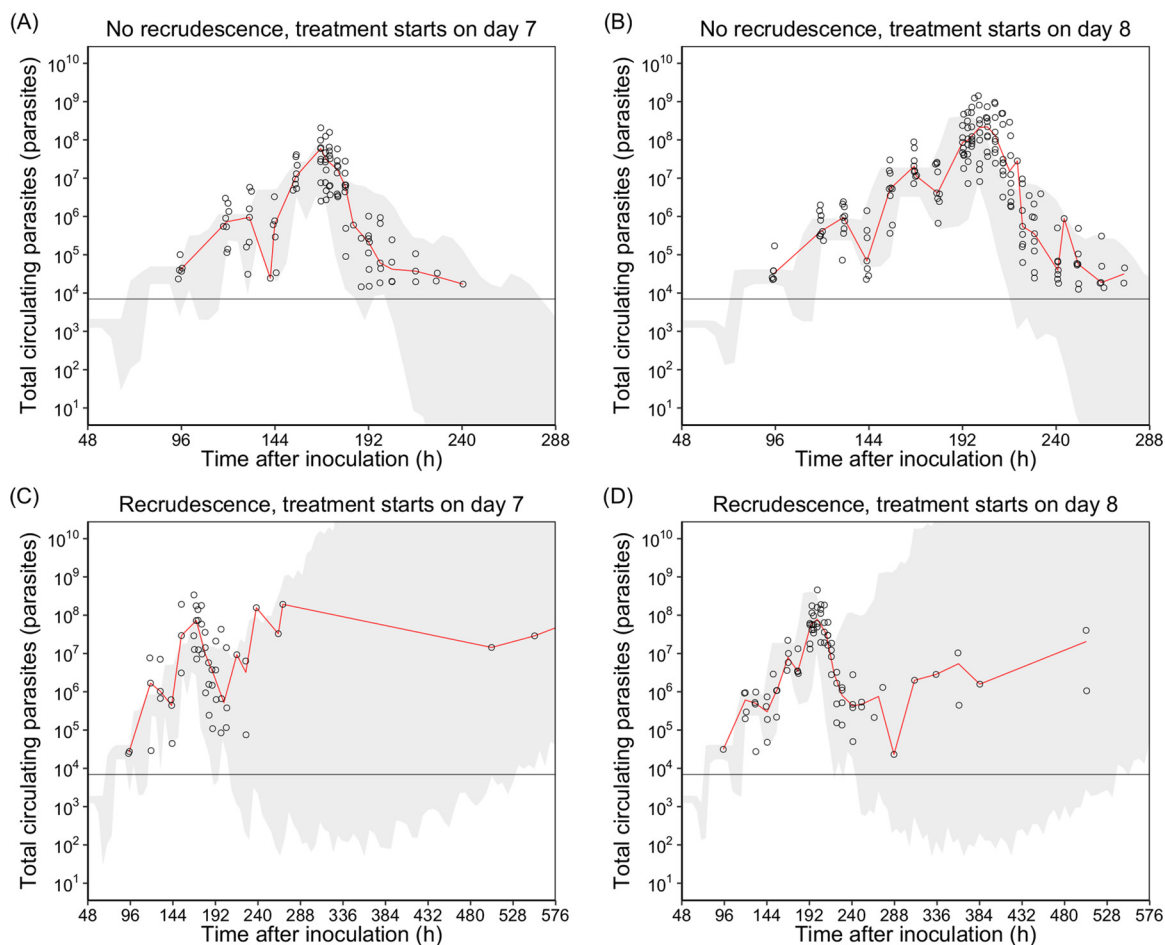 (A)
No recrudescence, treatment starts on day 7
Total circulating parasites (parasites)
10^10
10^9
10^8
10^7
10^6
10^5
10^4
10^3
10^2
10^1
48 96 144 192 240 288
Time after inoculation (h)
(B)
No recrudescence, treatment starts on day 8
Total circulating parasites (parasites)
10^10
10^9
10^8
10^7
10^6
10^5
10^4
10^3
10^2
10^1
48 96 144 192 240 288
Time after inoculation (h)
(C)
Recrudescence, treatment starts on day 7
Total circulating parasites (parasites)
10^10
10^9
10^8
10^7
10^6
10^5
10^4
10^3
10^2
10^1
48 96 144 192 240 288 336 384 432 480 528 576
Time after inoculation (h)
(D)
Recrudescence, treatment starts on day 8
Total circulating parasites (parasites)
10^10
10^9
10^8
10^7
10^6
10^5
10^4
10^3
10^2
10^1
48 96 144 192 240 288 336 384 432 480 528 576
Time after inoculation (h)